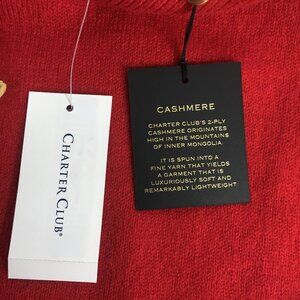 CHARTER CLUB®
CASHMERE
CHARTER CLUB'S 2-PLY
CASHMERE ORIGINATES
HIGH IN THE MOUNTAINS
OF INNER MONGOLIA
IT IS SPUN INTO A
FINE YARN THAT YIELDS
A GARMENT THAT IS
LUXURIOUSLY SOFT AND
REMARKABLY LIGHTWEIGHT